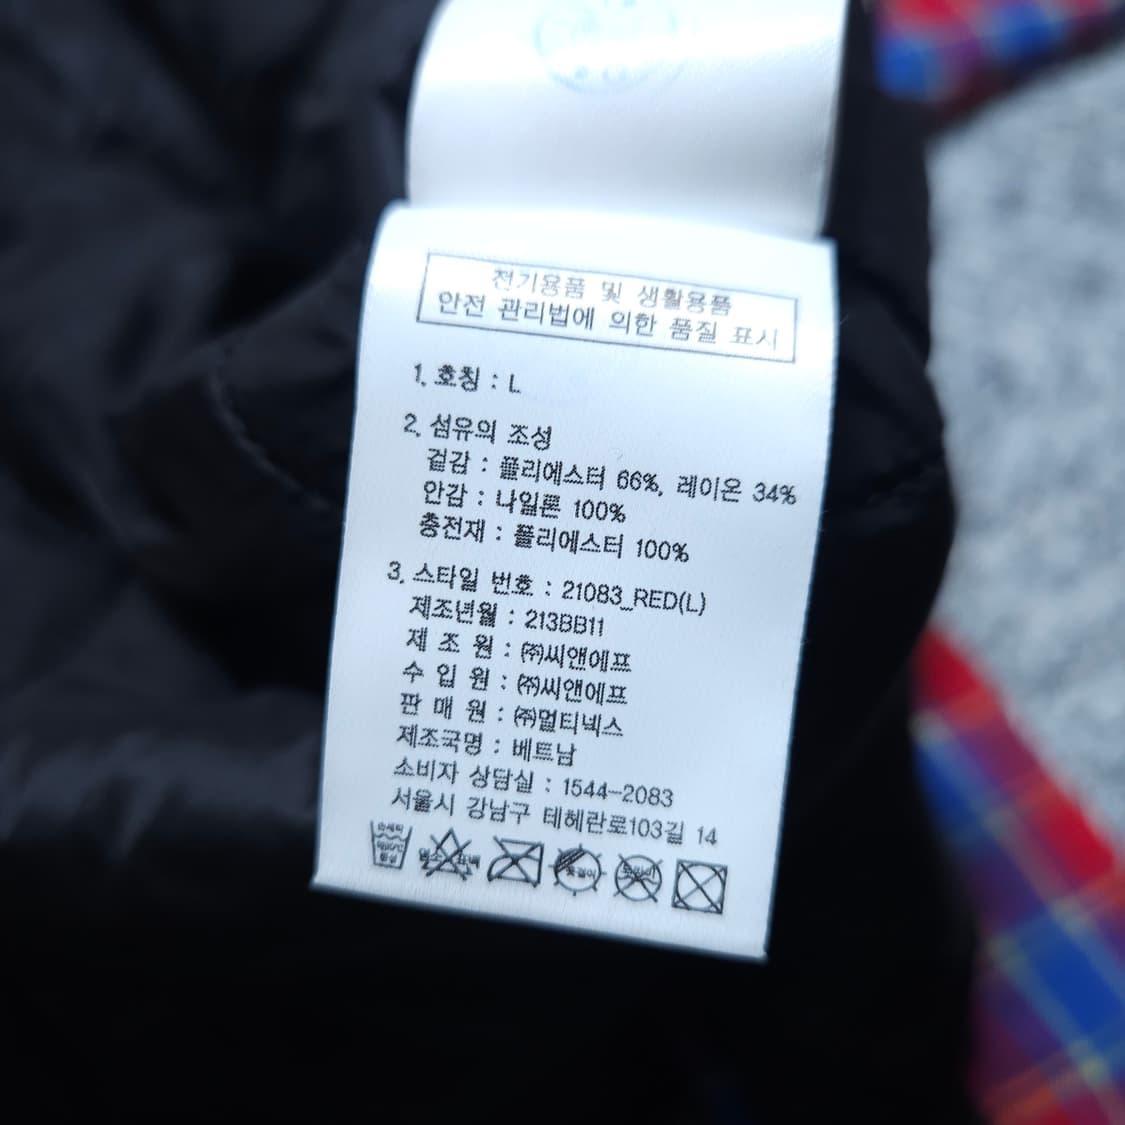 전기용품 및 생활용품
안전 관리법에 의한 품질 표시
1. 호칭 : L
2. 섬유의 조성
겉감 : 폴리에스터 66%, 레이온 34%
안감 : 나일론 100%
충전재 : 폴리에스터 100%
3. 스타일 번호 : 21083_RED(L)
제조년월 : 213BB11
제 조 원 : ㈜씨앤에프
수 입 원 : ㈜씨앤에프
판 매 원 : ㈜멀티넥스
제조국명 : 베트남
소비자 상담실 : 1544-2083
서울시 강남구 테헤란로103길 14